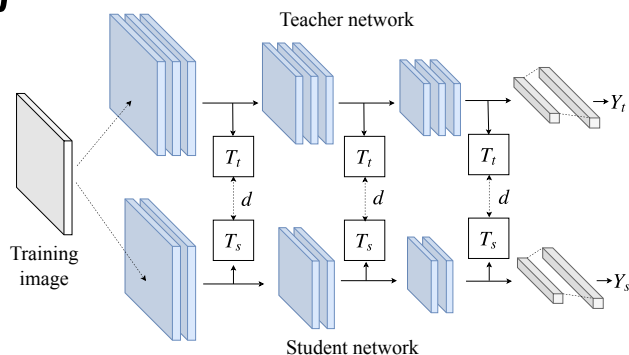 Teacher network
Y_t
T_t T_t T_t
d d d
Training
image
T_s T_s T_s
Y_s
Student network